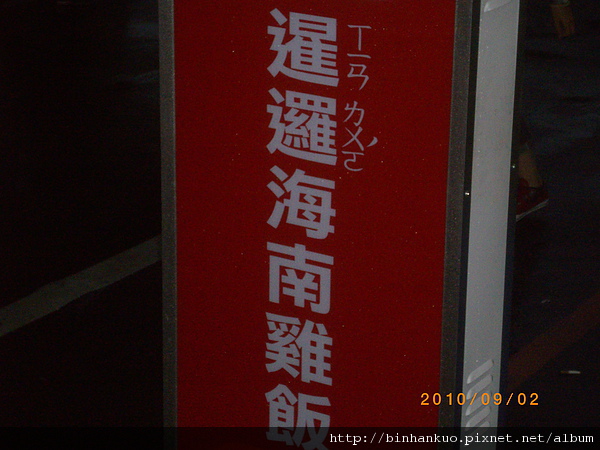 暹邏海南雞飯
ㄒㄧㄢ ㄌㄨㄛˊ
2010/09/02
http://binhankuo.pixnet.net/album